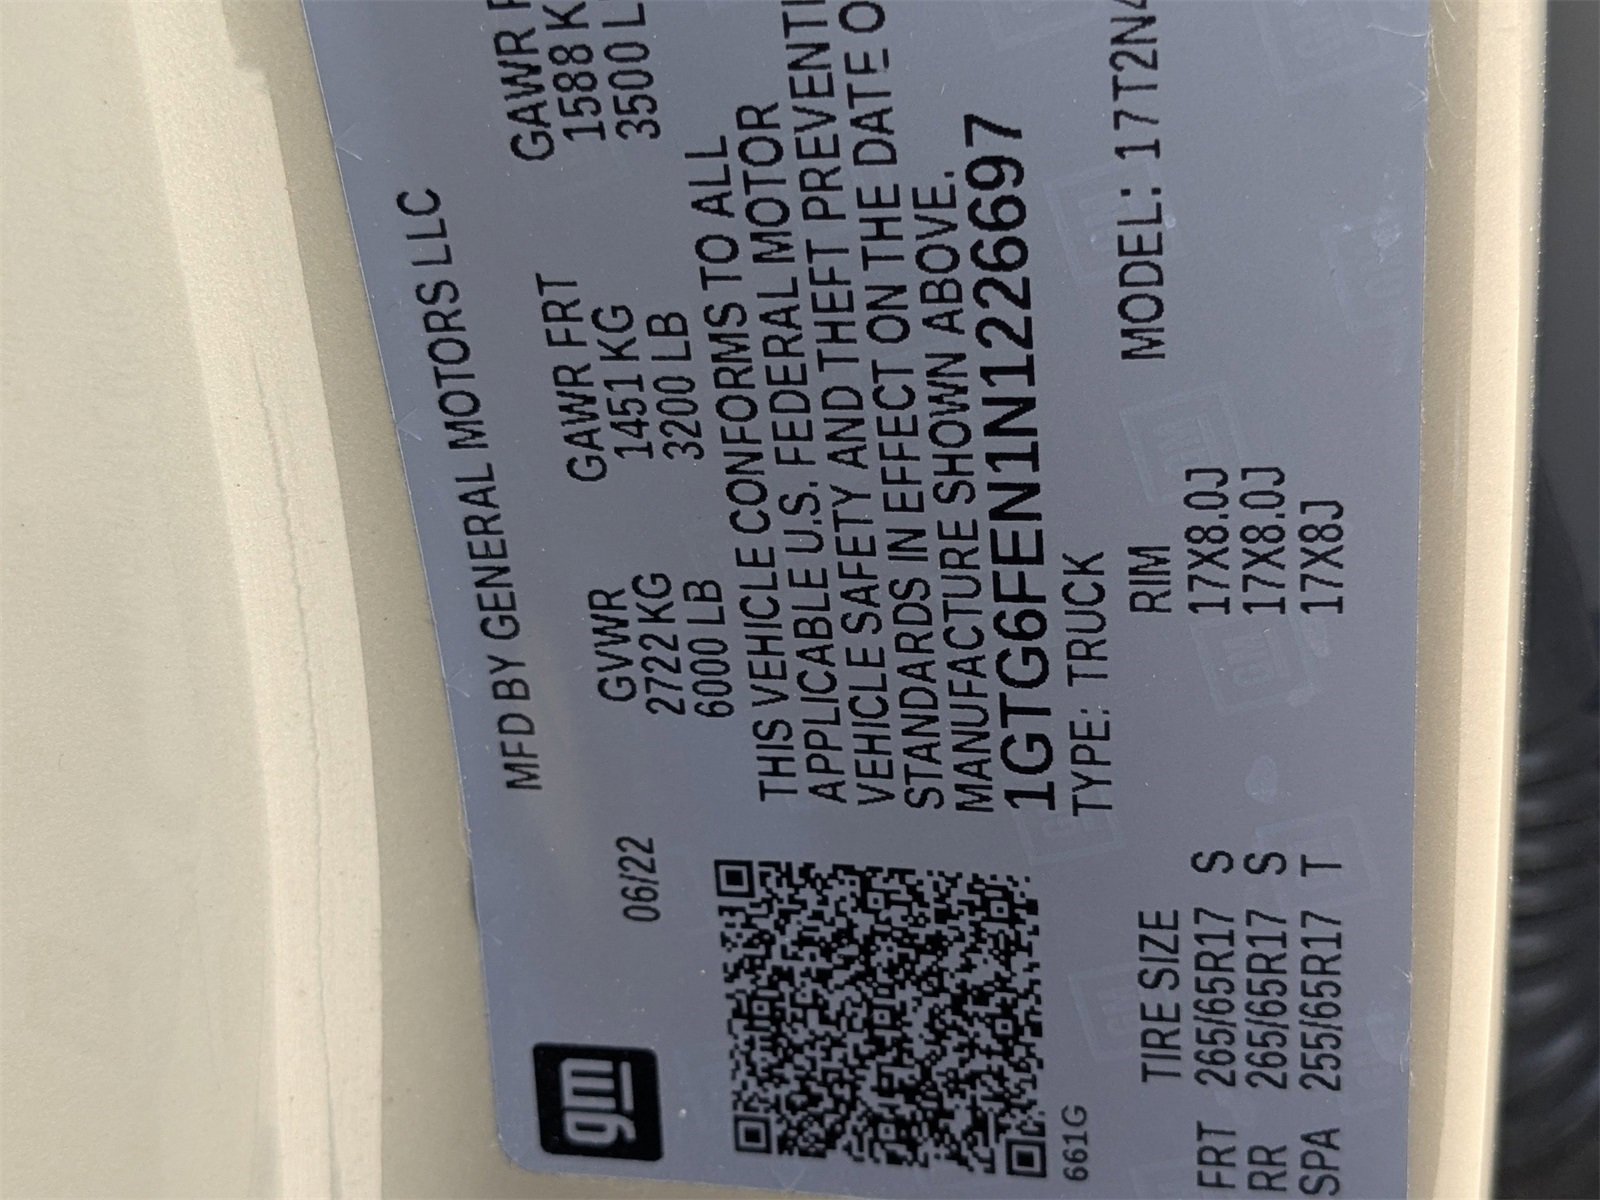 gm
06/22
MFD BY GENERAL MOTORS LLC
GVWR GAWR FRT GAWR
2722 KG 1451 KG 1588
6000 LB 3200 LB 3500
THIS VEHICLE CONFORMS TO ALL
APPLICABLE U.S. FEDERAL MOTOR
VEHICLE SAFETY AND THEFT PREVENTI
STANDARDS IN EFFECT ON THE DATE O
MANUFACTURE SHOWN ABOVE.
1GTG6FEN1N1226697
TYPE: TRUCK MODEL: 17T2N4
661G
TIRE SIZE RIM
FRT 265/65R17 S 17X8.0J
RR 265/65R17 S 17X8.0J
SPA 255/65R17 T 17X8J